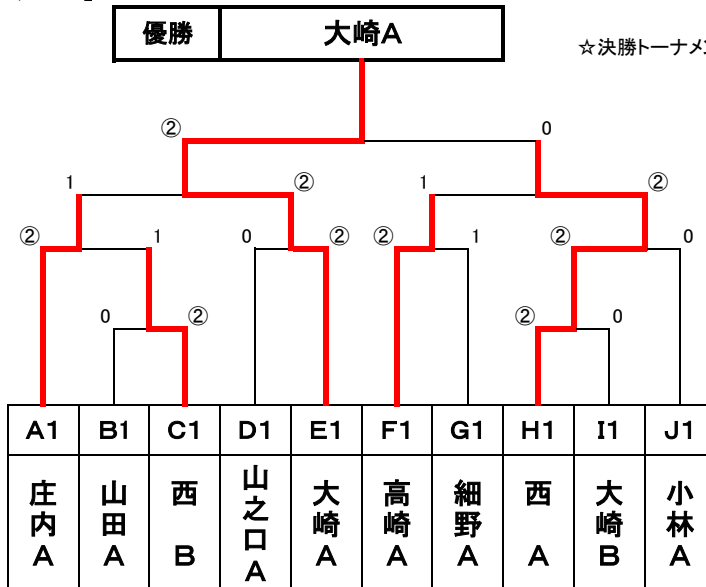 優勝 大崎A
☆決勝トーナメ
② 0
1 ② 1 ②
② 1 0 ② ② 1 ② 0
0 ② ② 0
A1 B1 C1 D1 E1 F1 G1 H1 I1 J1
庄内A 山田A 西B 山之口A 大崎A 高崎A 細野A 西A 大崎B 小林A